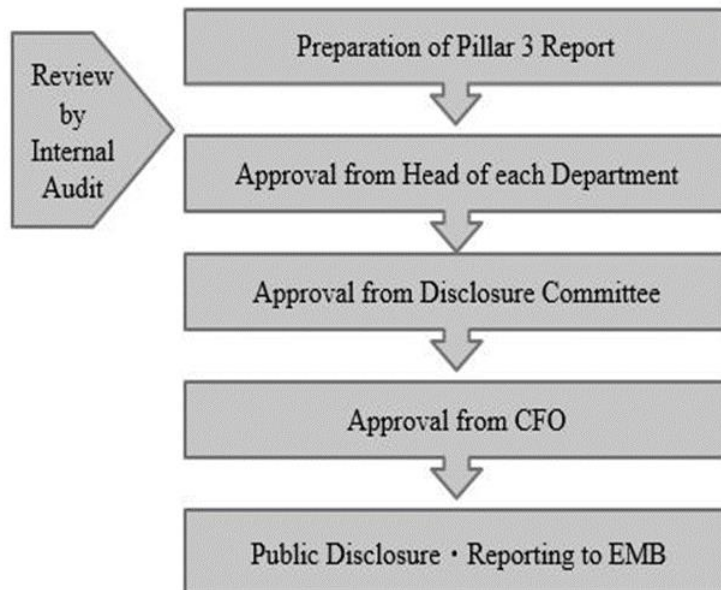 Preparation of Pillar 3 Report
Review
by
Internal
Audit
Approval from Head of each Department
Approval from Disclosure Committee
Approval from CFO
Public Disclosure・Reporting to EMB